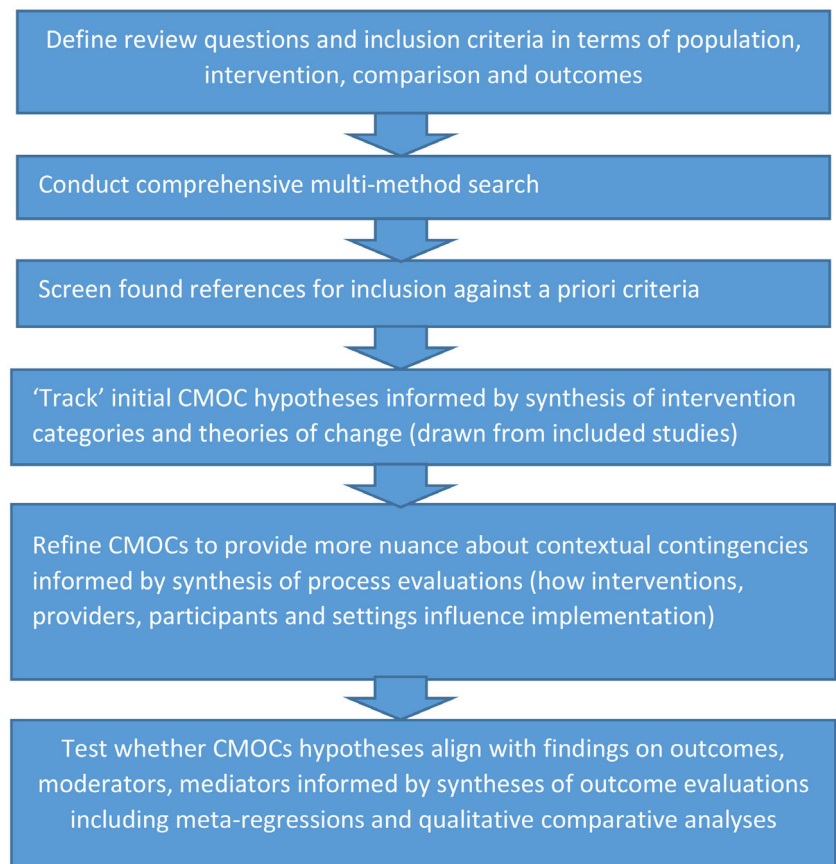 Define review questions and inclusion criteria in terms of population,
intervention, comparison and outcomes
Conduct comprehensive multi-method search
Screen found references for inclusion against a priori criteria
‘Track’ initial CMOC hypotheses informed by synthesis of intervention
categories and theories of change (drawn from included studies)
Refine CMOCs to provide more nuance about contextual contingencies
informed by synthesis of process evaluations (how interventions,
providers, participants and settings influence implementation)
Test whether CMOCs hypotheses align with findings on outcomes,
moderators, mediators informed by syntheses of outcome evaluations
including meta-regressions and qualitative comparative analyses